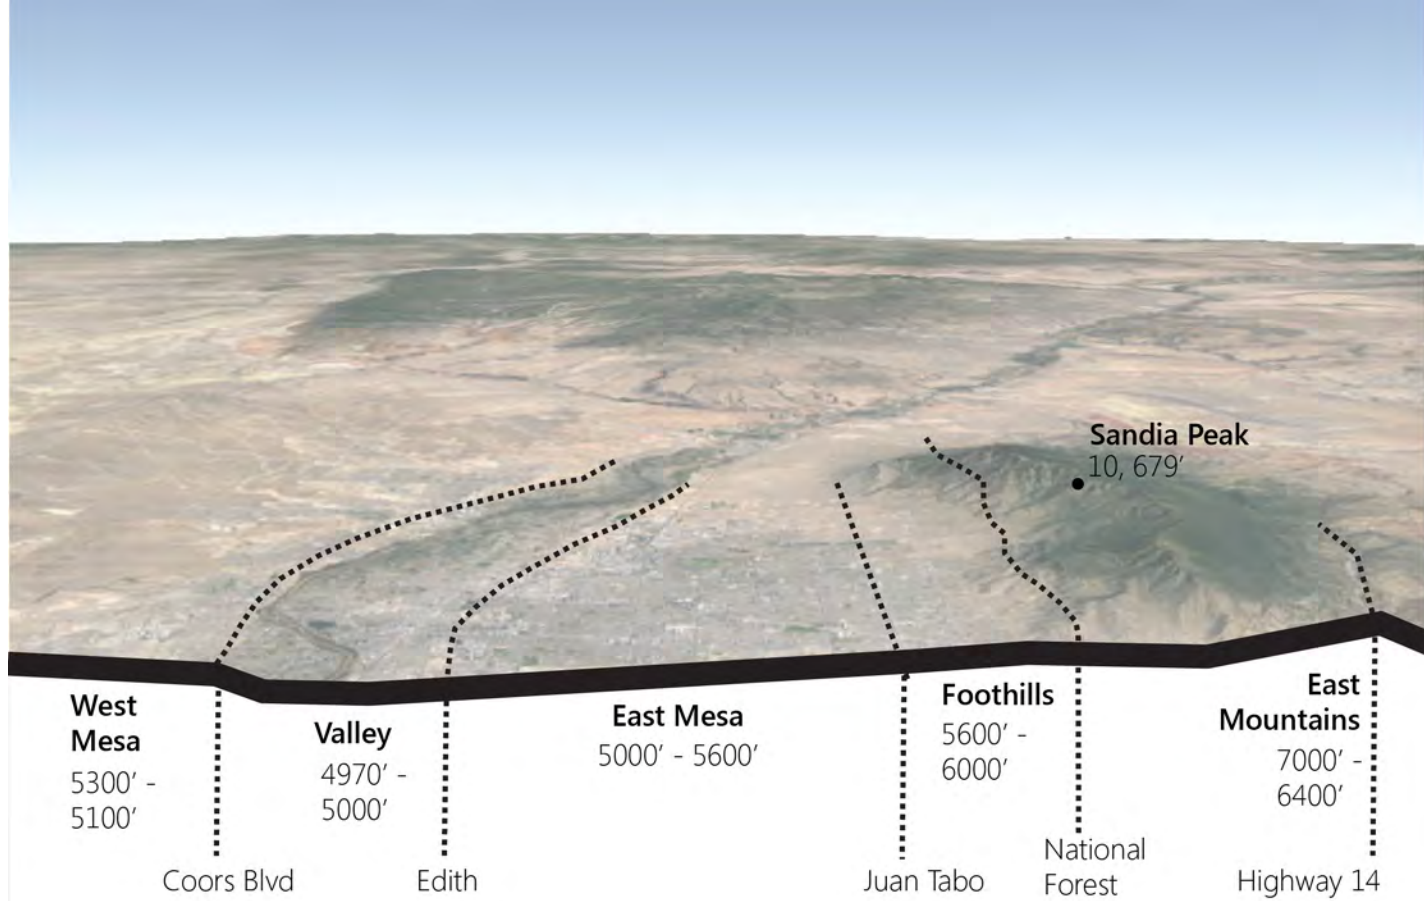 Sandia Peak
10, 679′
West
Mesa
5300′ -
5100′
Valley
4970′ -
5000′
East Mesa
5000′ - 5600′
Foothills
5600′ -
6000′
East
Mountains
7000′ -
6400′
Coors Blvd
Edith
Juan Tabo
National
Forest
Highway 14